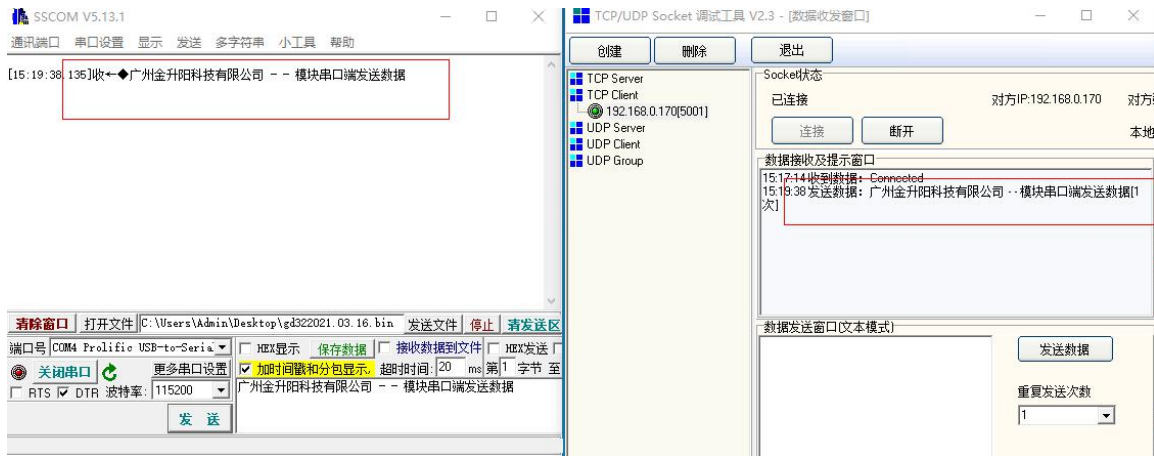 SSCOM V5.13.1
通讯端口 串口设置 显示 发送 多字符串 小工具 帮助
[15:19:38.135]收←◆广州金升阳科技有限公司 -- 模块串口端发送数据
清除窗口 打开文件 C:\Users\Admin\Desktop\gd322021.03.16.bin 发送文件 停止 清发送区
端口号 COM4 Prolific USB-to-Seria HEX显示 保存数据 接收数据到文件 HEX发送
关闭串口 更多串口设置 加时间戳和分包显示, 超时时间: 20 ms 第 1 字节 至
RTS DTR 波特率: 115200 广州金升阳科技有限公司 -- 模块串口端发送数据
发 送
TCP/UDP Socket 调试工具 V2.3 - [数据收发窗口]
创建 删除 退出
TCP Server
TCP Client
192.168.0.170[5001]
UDP Server
UDP Client
UDP Group
Socket状态
已连接 对方IP:192.168.0.170 对方
连接 断开 本地
数据接收及提示窗口
15:17:14 收到数据: Connected
15:19:38 发送数据: 广州金升阳科技有限公司 --模块串口端发送数据[1
次]
数据发送窗口(文本模式)
发送数据
重复发送次数
1